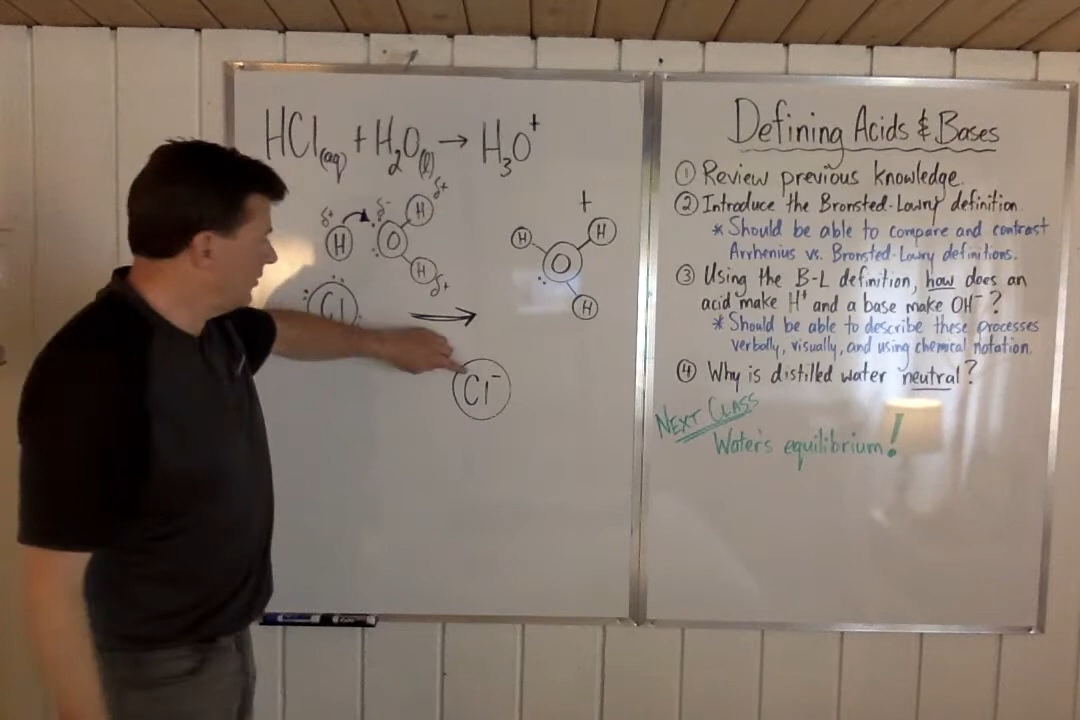 HCl(aq) + H₂O(l) → H₃O⁺
δ+ H δ- O H δ+
H δ+
Cl
→
+
H O H
H
Cl⁻
Defining Acids & Bases
① Review previous knowledge.
② Introduce the Bronsted-Lowry definition.
* Should be able to compare and contrast
Arrhenius vs. Bronsted-Lowry definitions.
③ Using the B-L definition, how does an
acid make H⁺ and a base make OH⁻?
* Should be able to describe these processes
verbally, visually, and using chemical notation.
④ Why is distilled water neutral?
NEXT CLASS
Water's equilibrium!